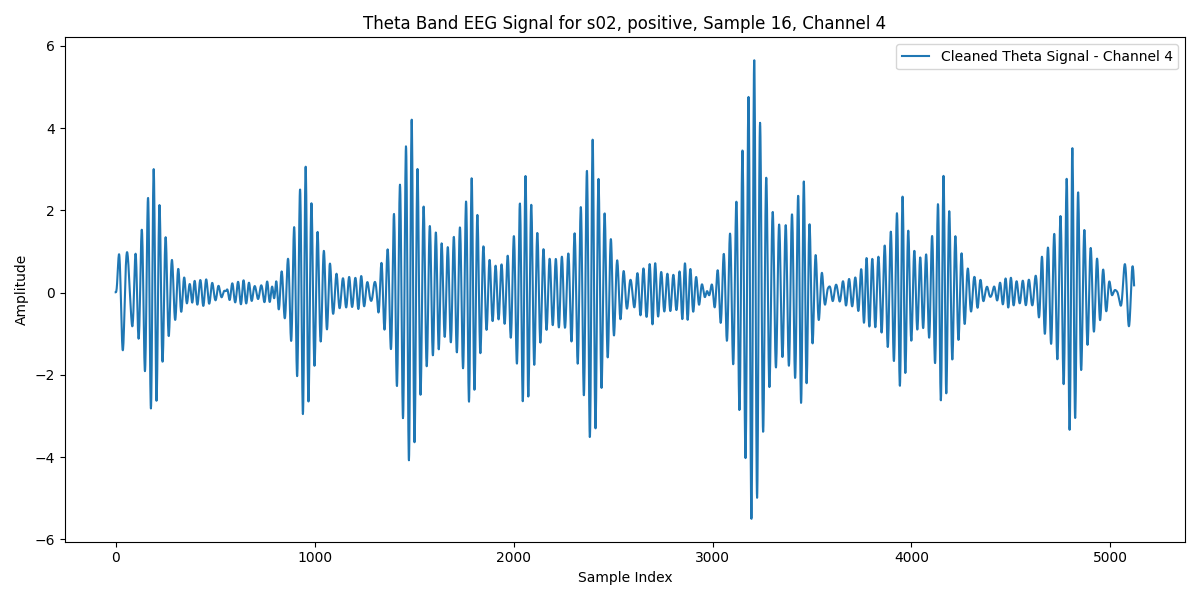 Theta Band EEG Signal for s02, positive, Sample 16, Channel 4
Cleaned Theta Signal - Channel 4
Amplitude
6
4
2
0
−2
−4
−6
0 1000 2000 3000 4000 5000
Sample Index